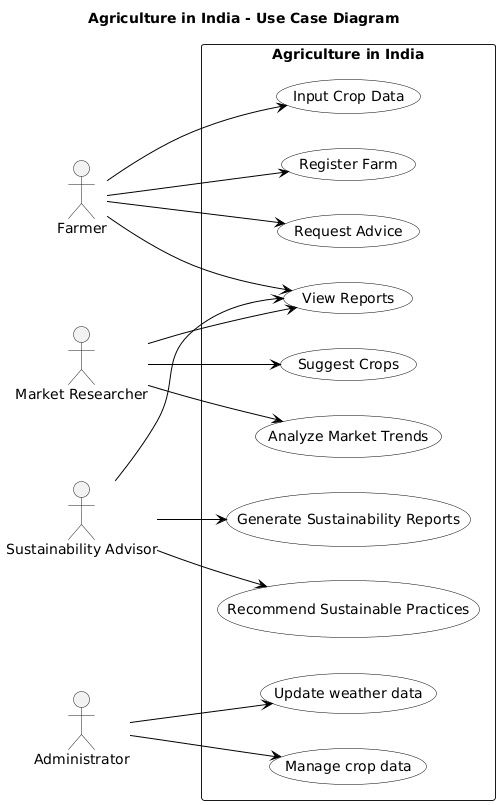 Agriculture in India - Use Case Diagram
Agriculture in India
Input Crop Data
Register Farm
Farmer
Request Advice
View Reports
Suggest Crops
Market Researcher
Analyze Market Trends
Generate Sustainability Reports
Sustainability Advisor
Recommend Sustainable Practices
Update weather data
Administrator
Manage crop data